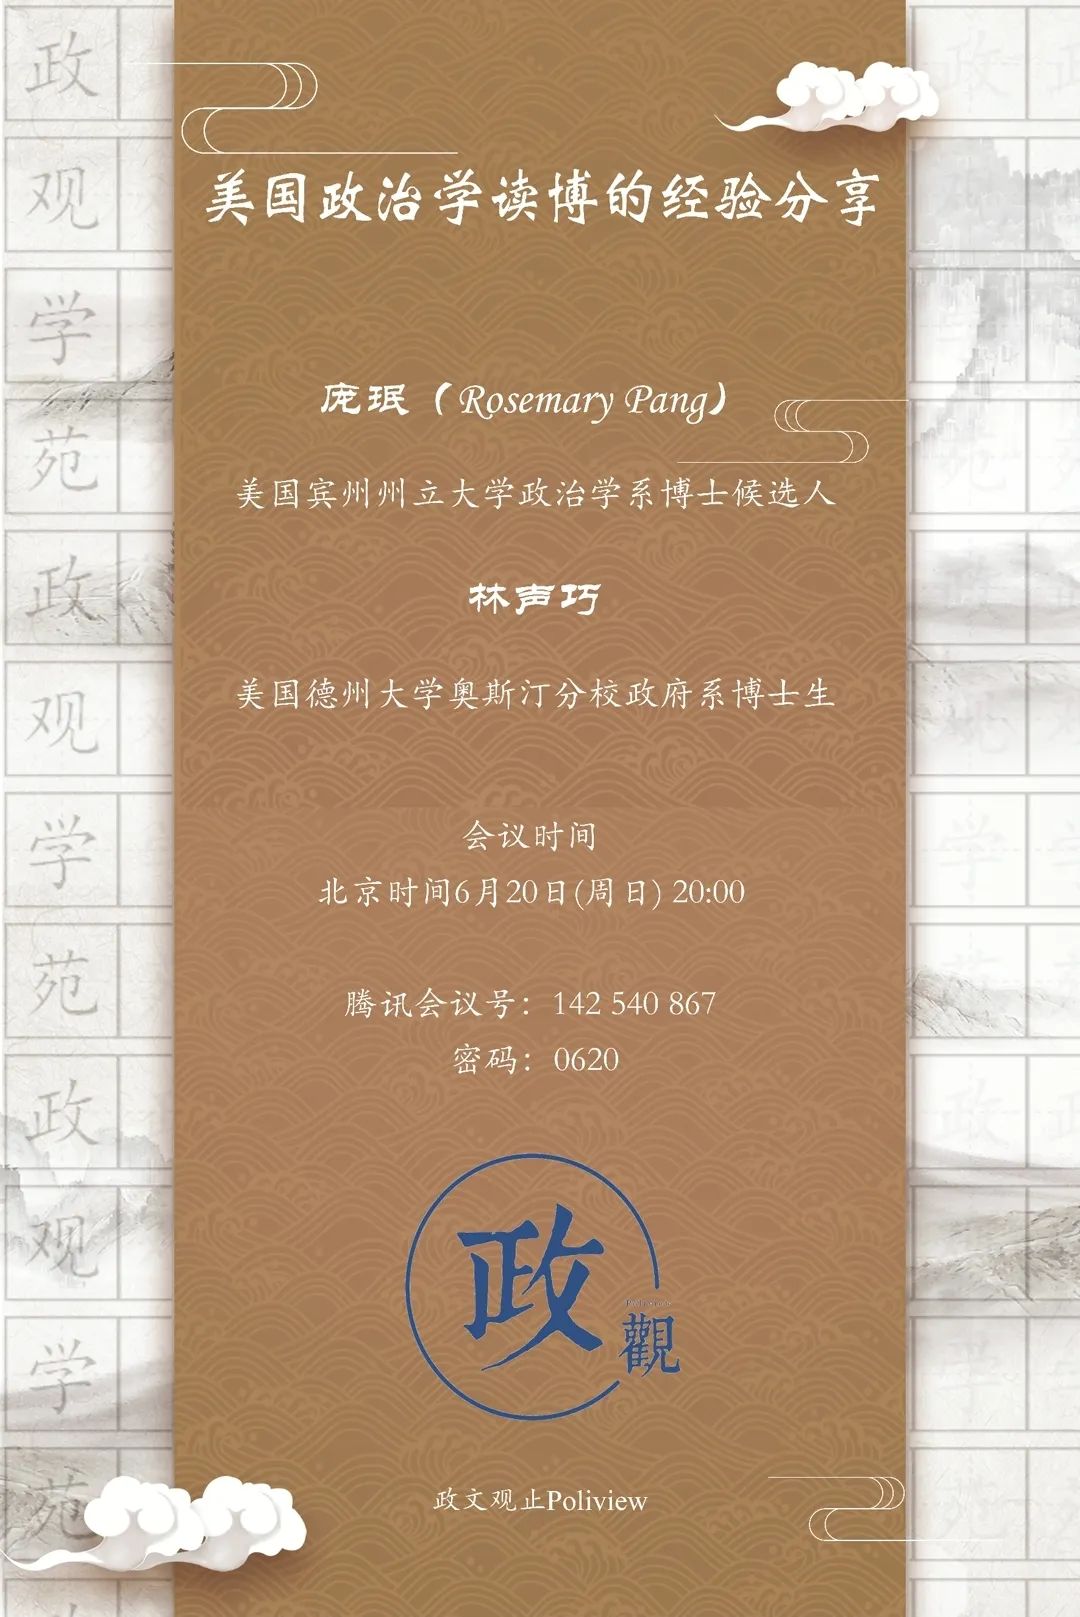 美国政治学读博的经验分享
庞珉（Rosemary Pang）
美国宾州州立大学政治学系博士候选人
林声巧
美国德州大学奥斯汀分校政府系博士生
会议时间
北京时间6月20日(周日) 20:00
腾讯会议号：142 540 867
密码：0620
政
觀
政文观止Poliview
政
观
学
苑
政
观
学
苑
政
观
学
苑